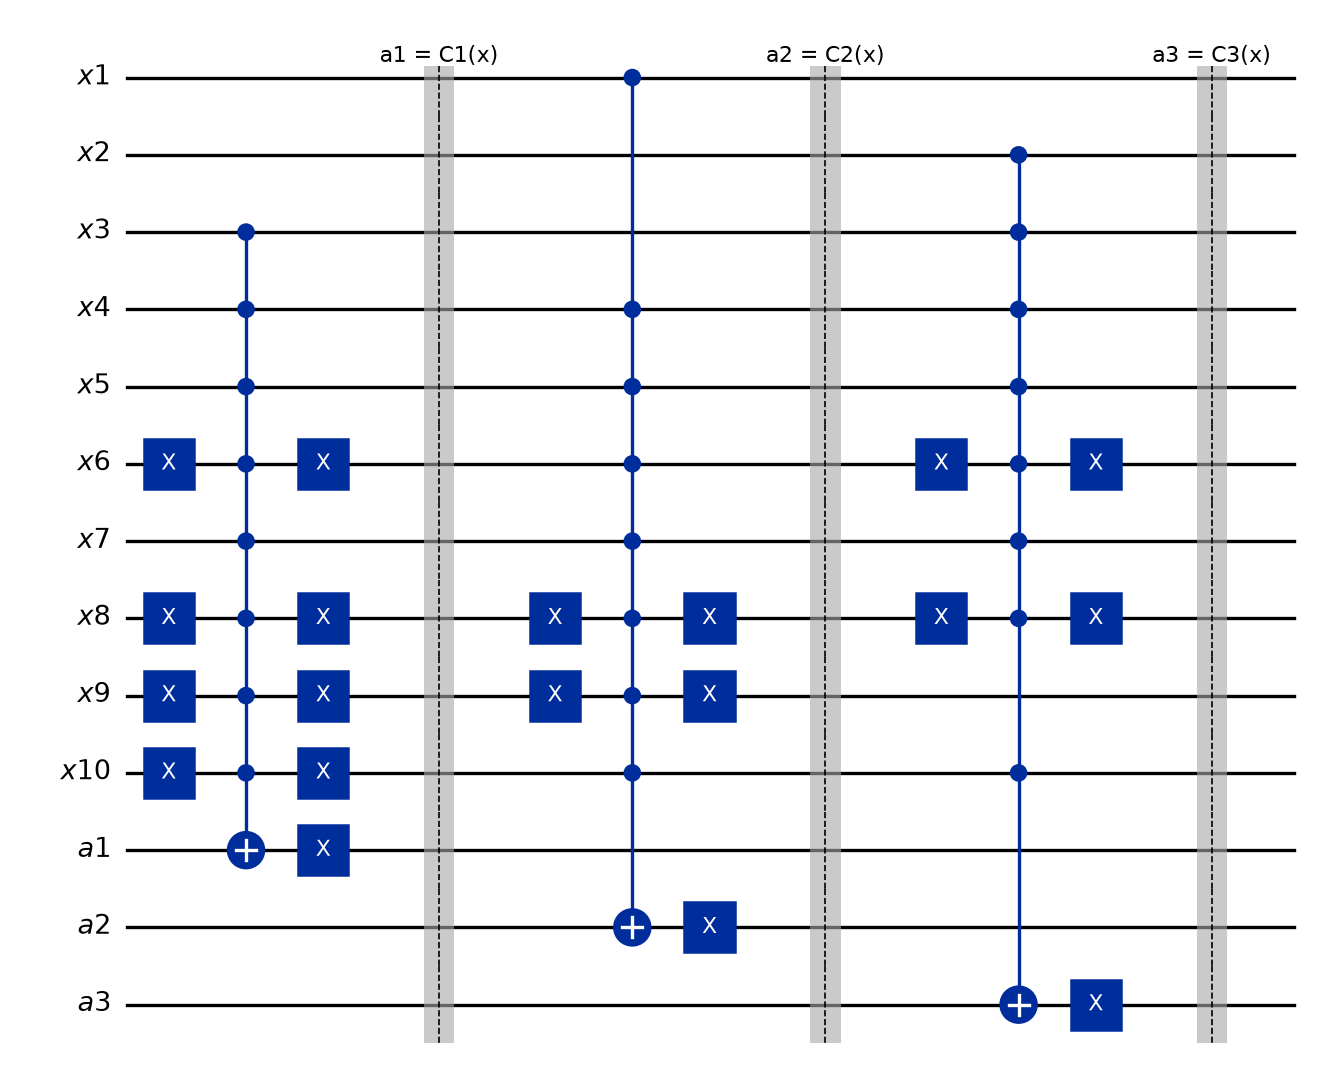 a1 = C1(x) a2 = C2(x) a3 = C3(x)
x1
x2
x3
x4
x5
x6 X X X X
x7
x8 X X X X X X
x9 X X X X
x10 X X
a1 X
a2 X
a3 X